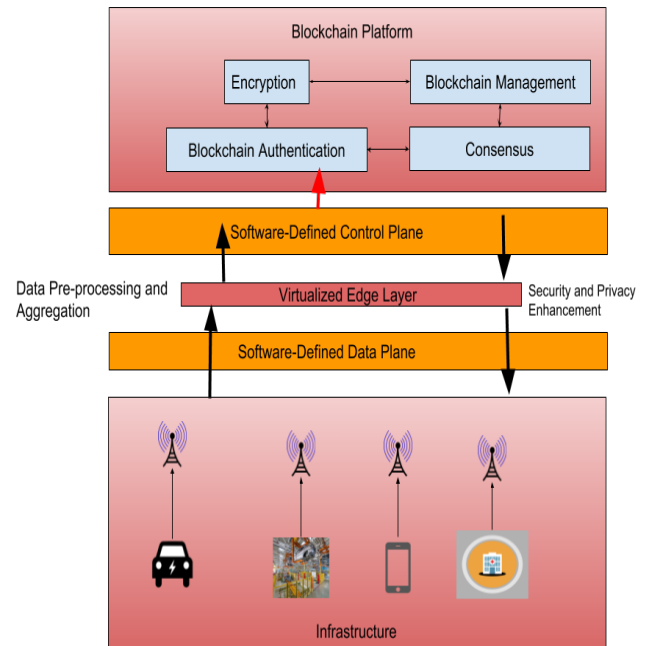 Blockchain Platform
Encryption
Blockchain Management
Blockchain Authentication
Consensus
Software-Defined Control Plane
Data Pre-processing and
Aggregation
Virtualized Edge Layer
Security and Privacy
Enhancement
Software-Defined Data Plane
Infrastructure